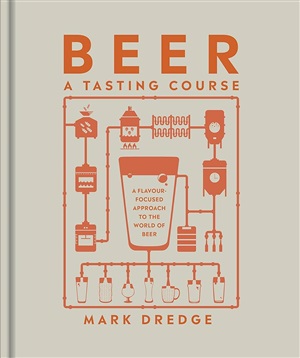 BEER
A TASTING COURSE
A FLAVOUR-
FOCUSED
APPROACH
TO THE
WORLD OF
BEER
MARK DREDGE